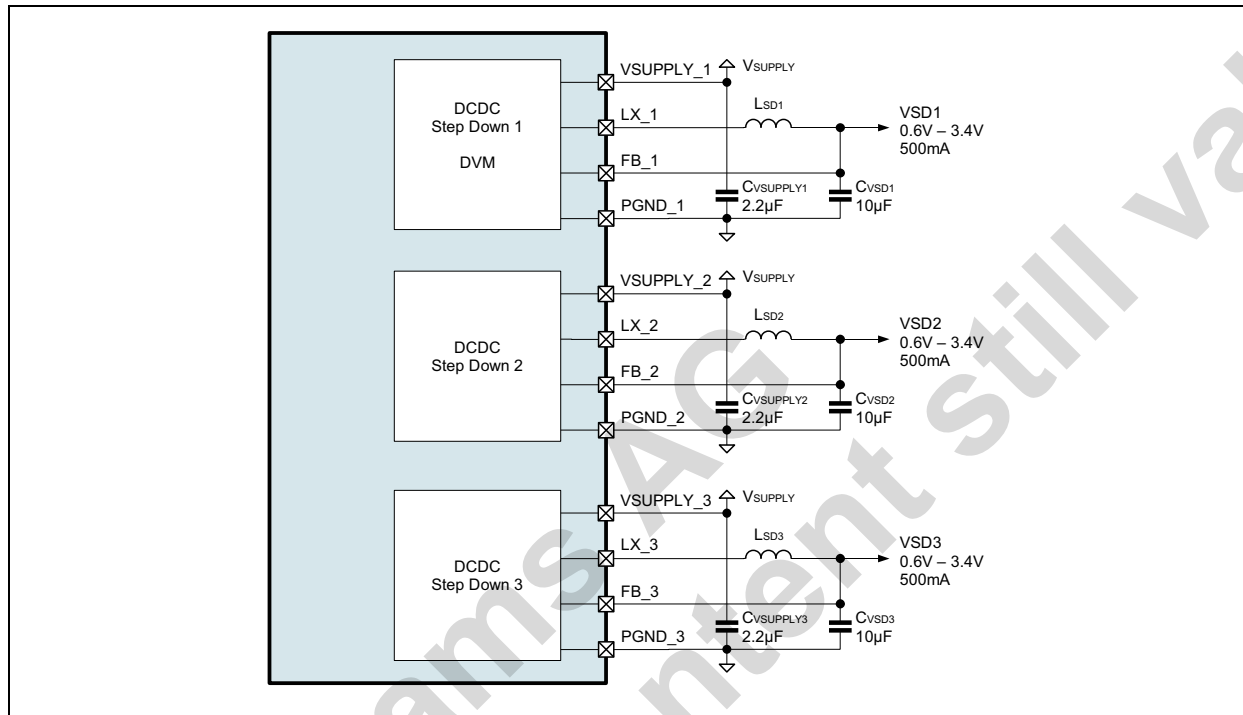 DCDC
Step Down 1
DVM
VSUPPLY_1
LX_1
FB_1
PGND_1
VSUPPLY
LSD1
CVSUPPLY1
2.2µF
CVSD1
10µF
VSD1
0.6V – 3.4V
500mA
DCDC
Step Down 2
VSUPPLY_2
LX_2
FB_2
PGND_2
VSUPPLY
LSD2
CVSUPPLY2
2.2µF
CVSD2
10µF
VSD2
0.6V – 3.4V
500mA
DCDC
Step Down 3
VSUPPLY_3
LX_3
FB_3
PGND_3
VSUPPLY
LSD3
CVSUPPLY3
2.2µF
CVSD3
10µF
VSD3
0.6V – 3.4V
500mA
ams AG
still